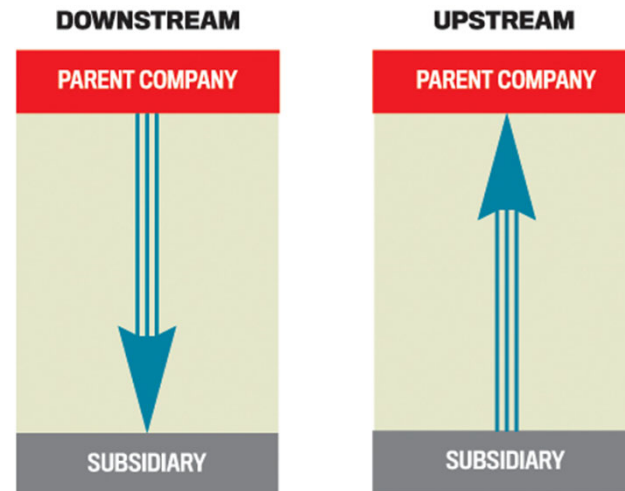 DOWNSTREAM
PARENT COMPANY
SUBSIDIARY
UPSTREAM
PARENT COMPANY
SUBSIDIARY